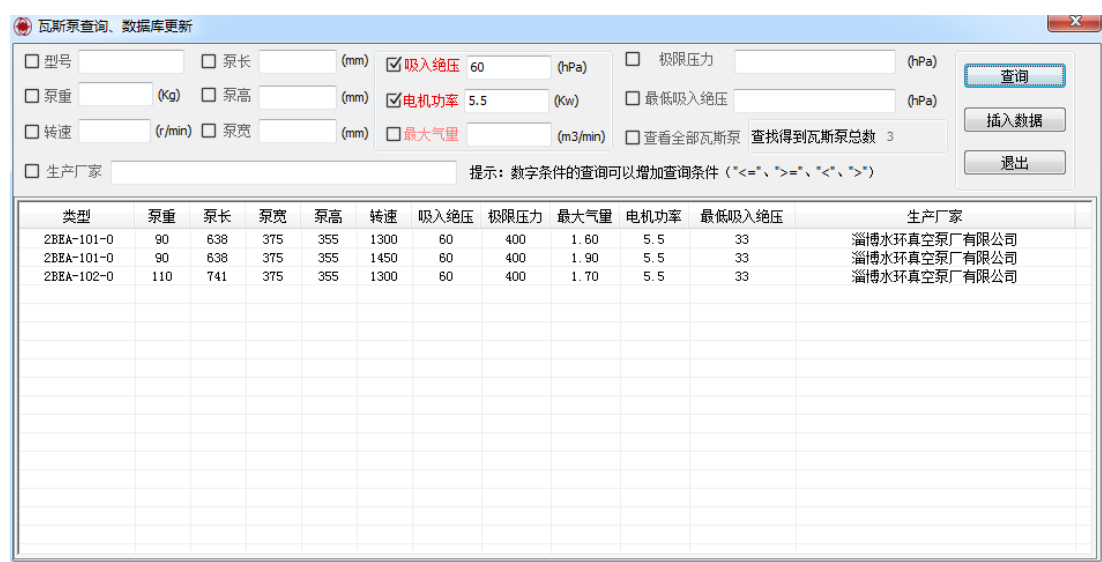 瓦斯泵查询、数据库更新
型号 泵长 (mm) 吸入绝压 60 (hPa) 极限压力 (hPa) 查询
泵重 (Kg) 泵高 (mm) 电机功率 5.5 (Kw) 最低吸入绝压 (hPa) 插入数据
转速 (r/min) 泵宽 (mm) 最大气量 (m3/min) 查看全部瓦斯泵 查找得到瓦斯泵总数 3
生产厂家 提示：数字条件的查询可以增加查询条件（"<="、">="、"<"、">"） 退出
类型 泵重 泵长 泵宽 泵高 转速 吸入绝压 极限压力 最大气量 电机功率 最低吸入绝压 生产厂家
2BEA-101-0 90 638 375 355 1300 60 400 1.60 5.5 33 淄博水环真空泵厂有限公司
2BEA-101-0 90 638 375 355 1450 60 400 1.90 5.5 33 淄博水环真空泵厂有限公司
2BEA-102-0 110 741 375 355 1300 60 400 1.70 5.5 33 淄博水环真空泵厂有限公司